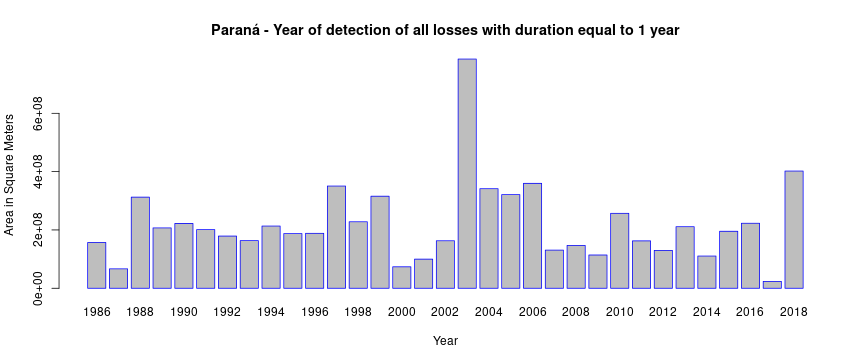 Paraná - Year of detection of all losses with duration equal to 1 year
Area in Square Meters
6e+08
4e+08
2e+08
0e+00
1986 1988 1990 1992 1994 1996 1998 2000 2002 2004 2006 2008 2010 2012 2014 2016 2018
Year